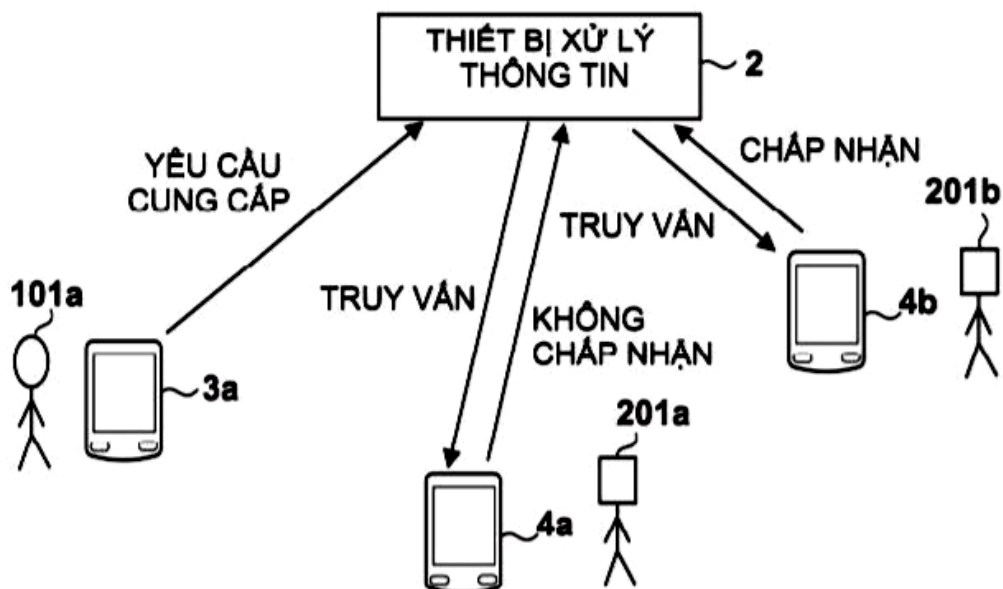 THIẾT BỊ XỬ LÝ
THÔNG TIN
2
YÊU CẦU
CUNG CẤP
CHẤP NHẬN
TRUY VẤN
201b
4b
101a
3a
TRUY VẤN
KHÔNG
CHẤP NHẬN
201a
4a